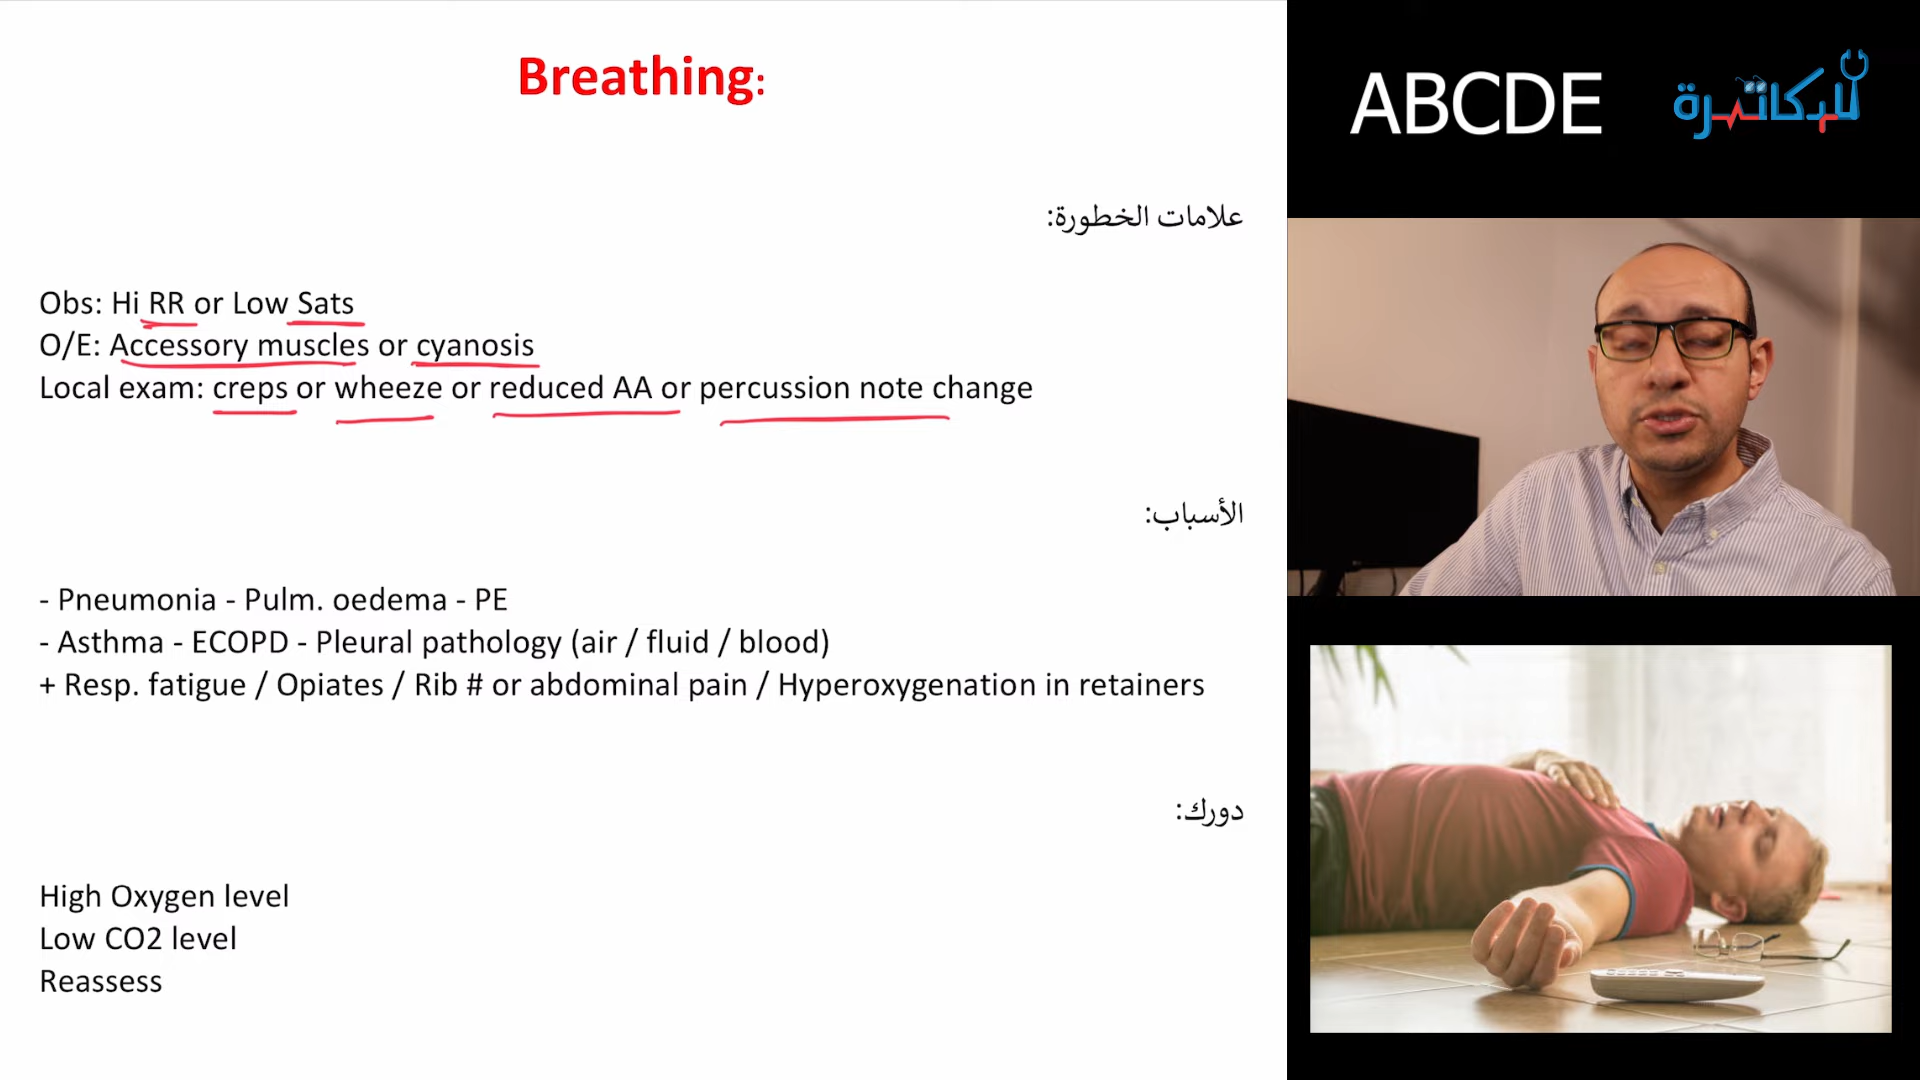 Breathing:
علامات الخطورة:
Obs: Hi RR or Low Sats
O/E: Accessory muscles or cyanosis
Local exam: creps or wheeze or reduced AA or percussion note change
الأسباب:
- Pneumonia - Pulm. oedema - PE
- Asthma - ECOPD - Pleural pathology (air / fluid / blood)
+ Resp. fatigue / Opiates / Rib # or abdominal pain / Hyperoxygenation in retainers
دورك:
High Oxygen level
Low CO2 level
Reassess
ABCDE
للدكاترة